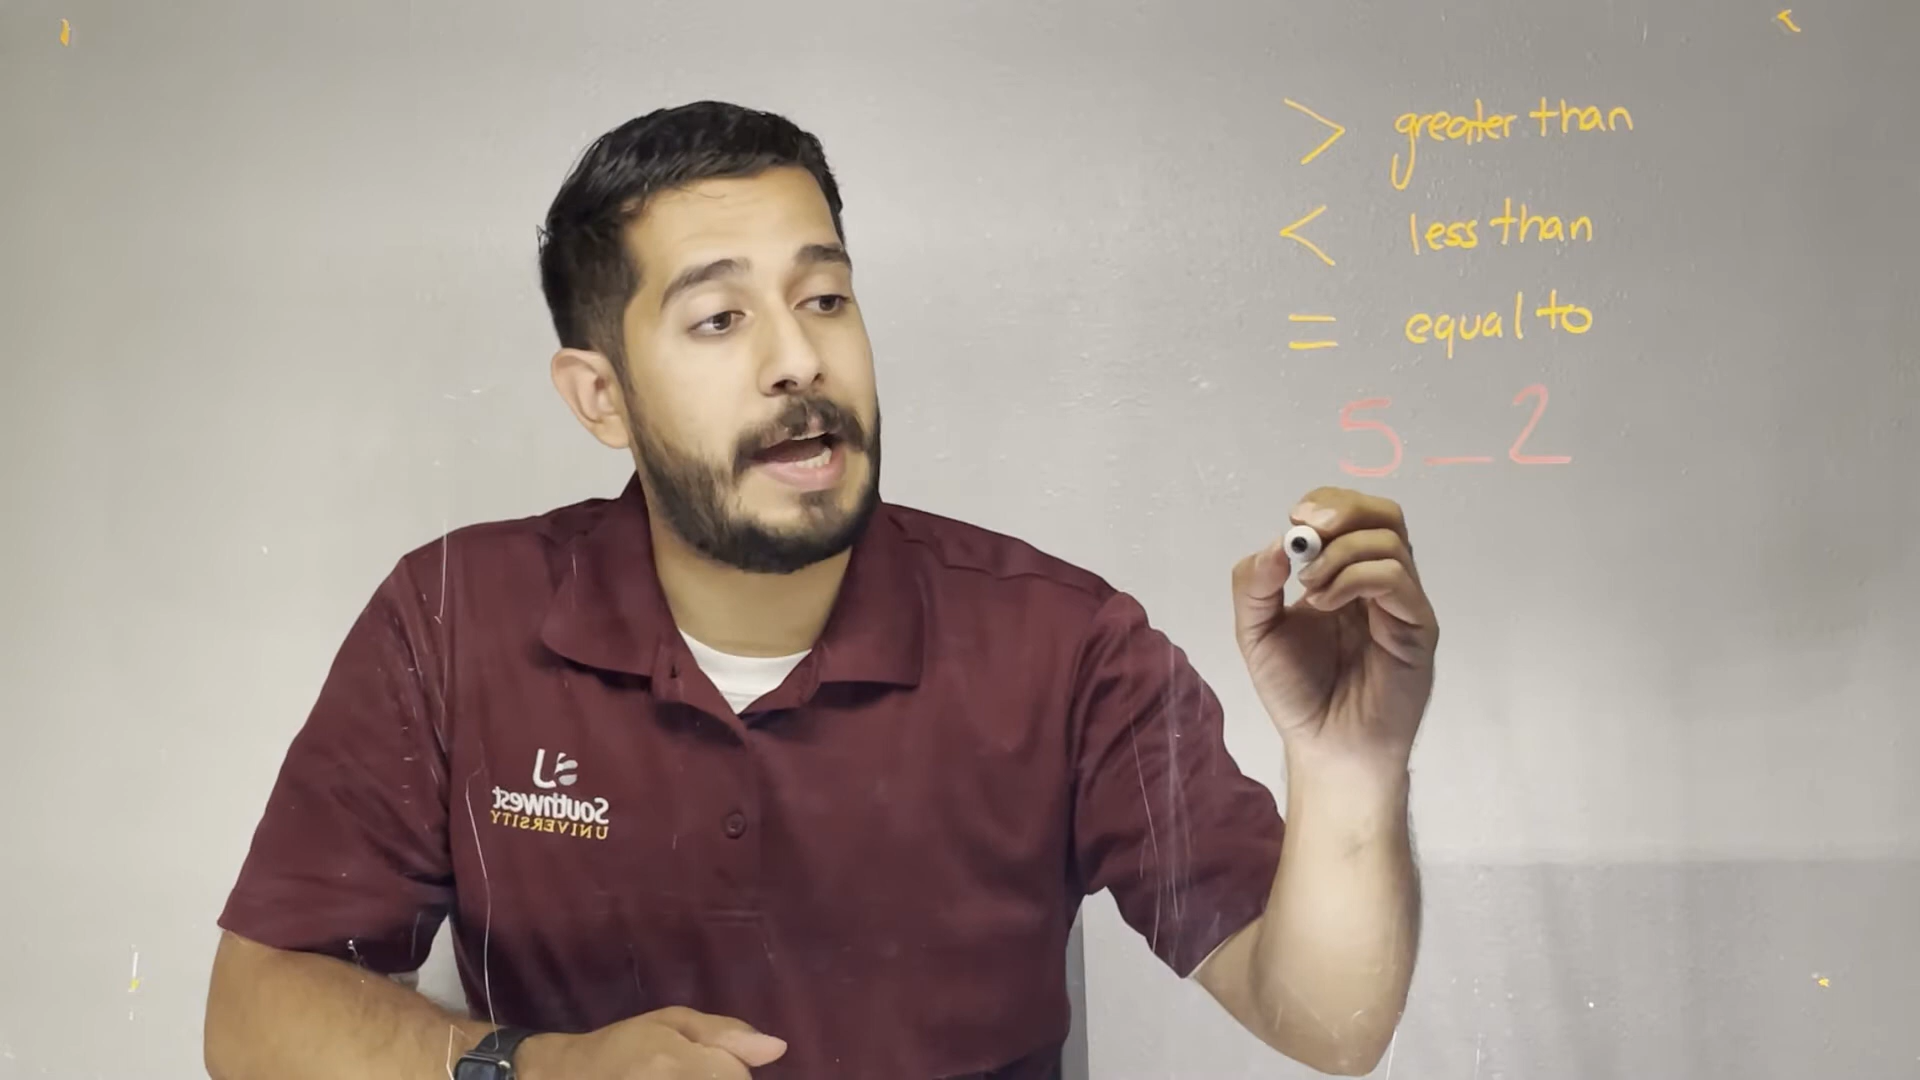 > greater than
< less than
= equal to
5 _ 2
Southwest
UNIVERSITY